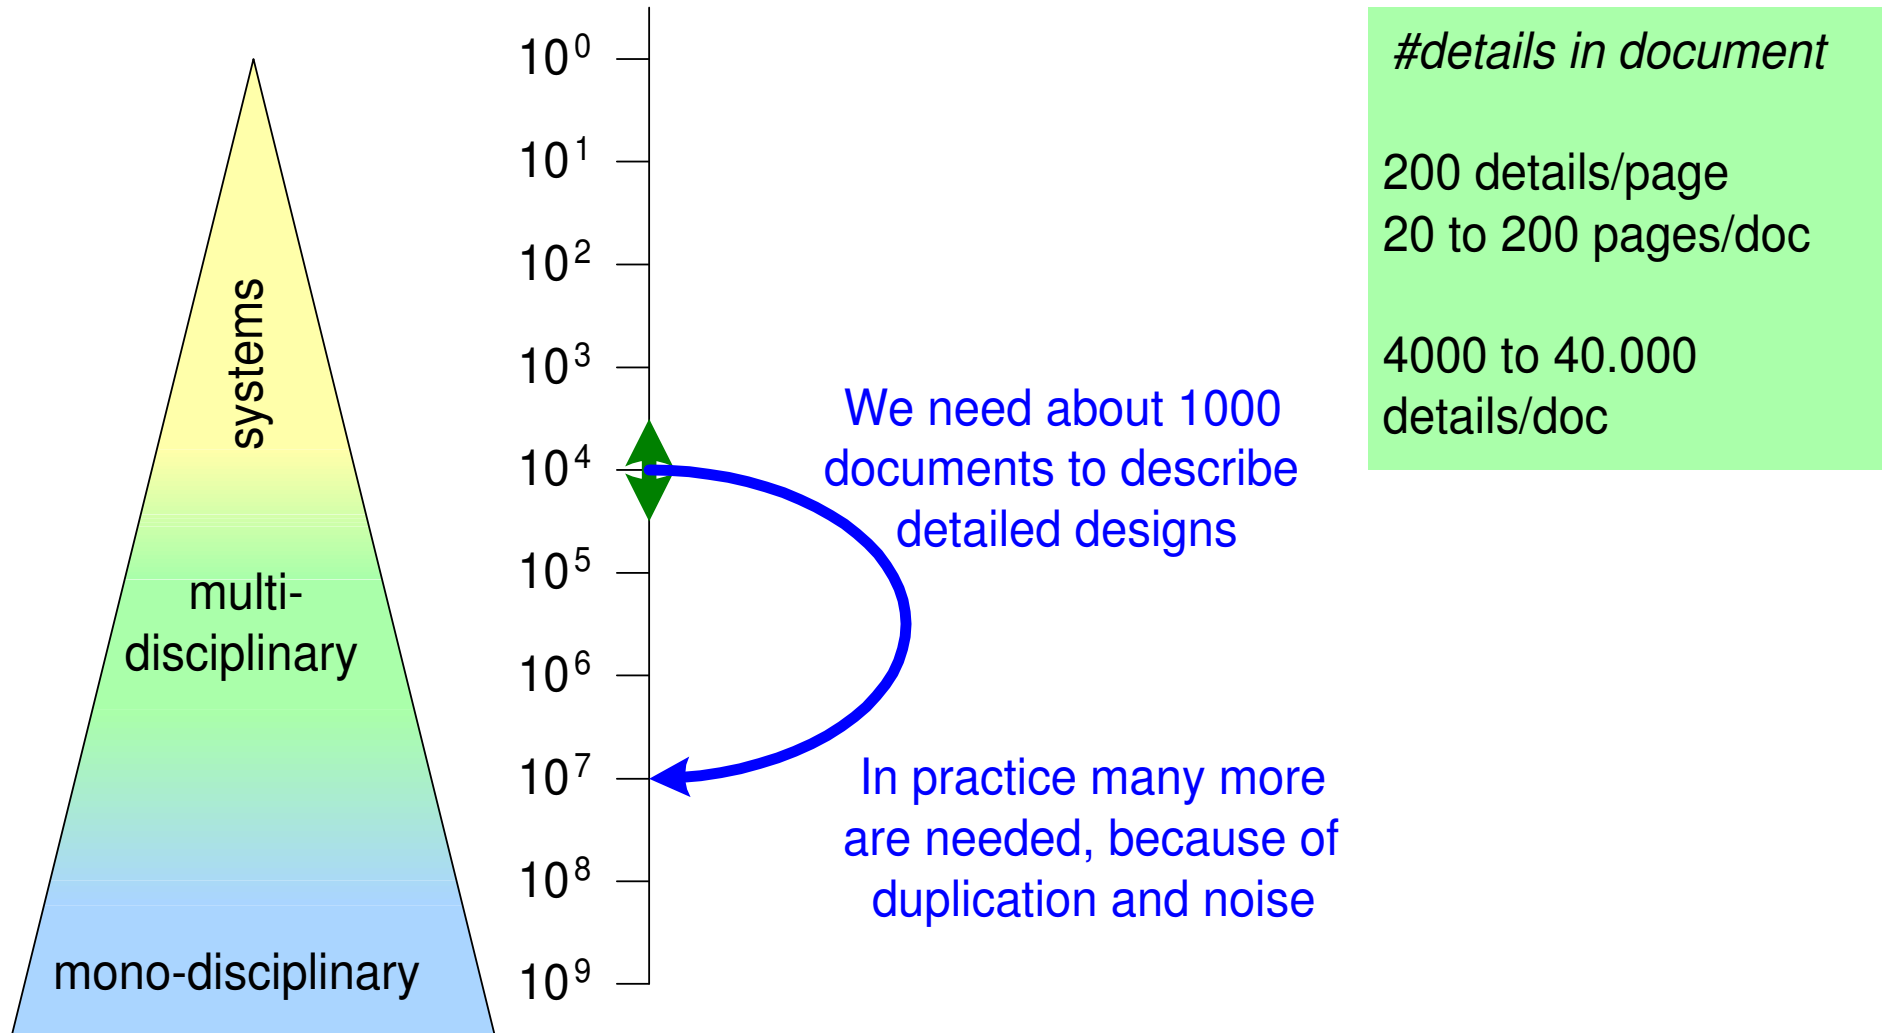 systems
multi-
disciplinary
mono-disciplinary
10⁰
10¹
10²
10³
10⁴
10⁵
10⁶
10⁷
10⁸
10⁹
We need about 1000
documents to describe
detailed designs
In practice many more
are needed, because of
duplication and noise
#details in document
200 details/page
20 to 200 pages/doc
4000 to 40.000
details/doc